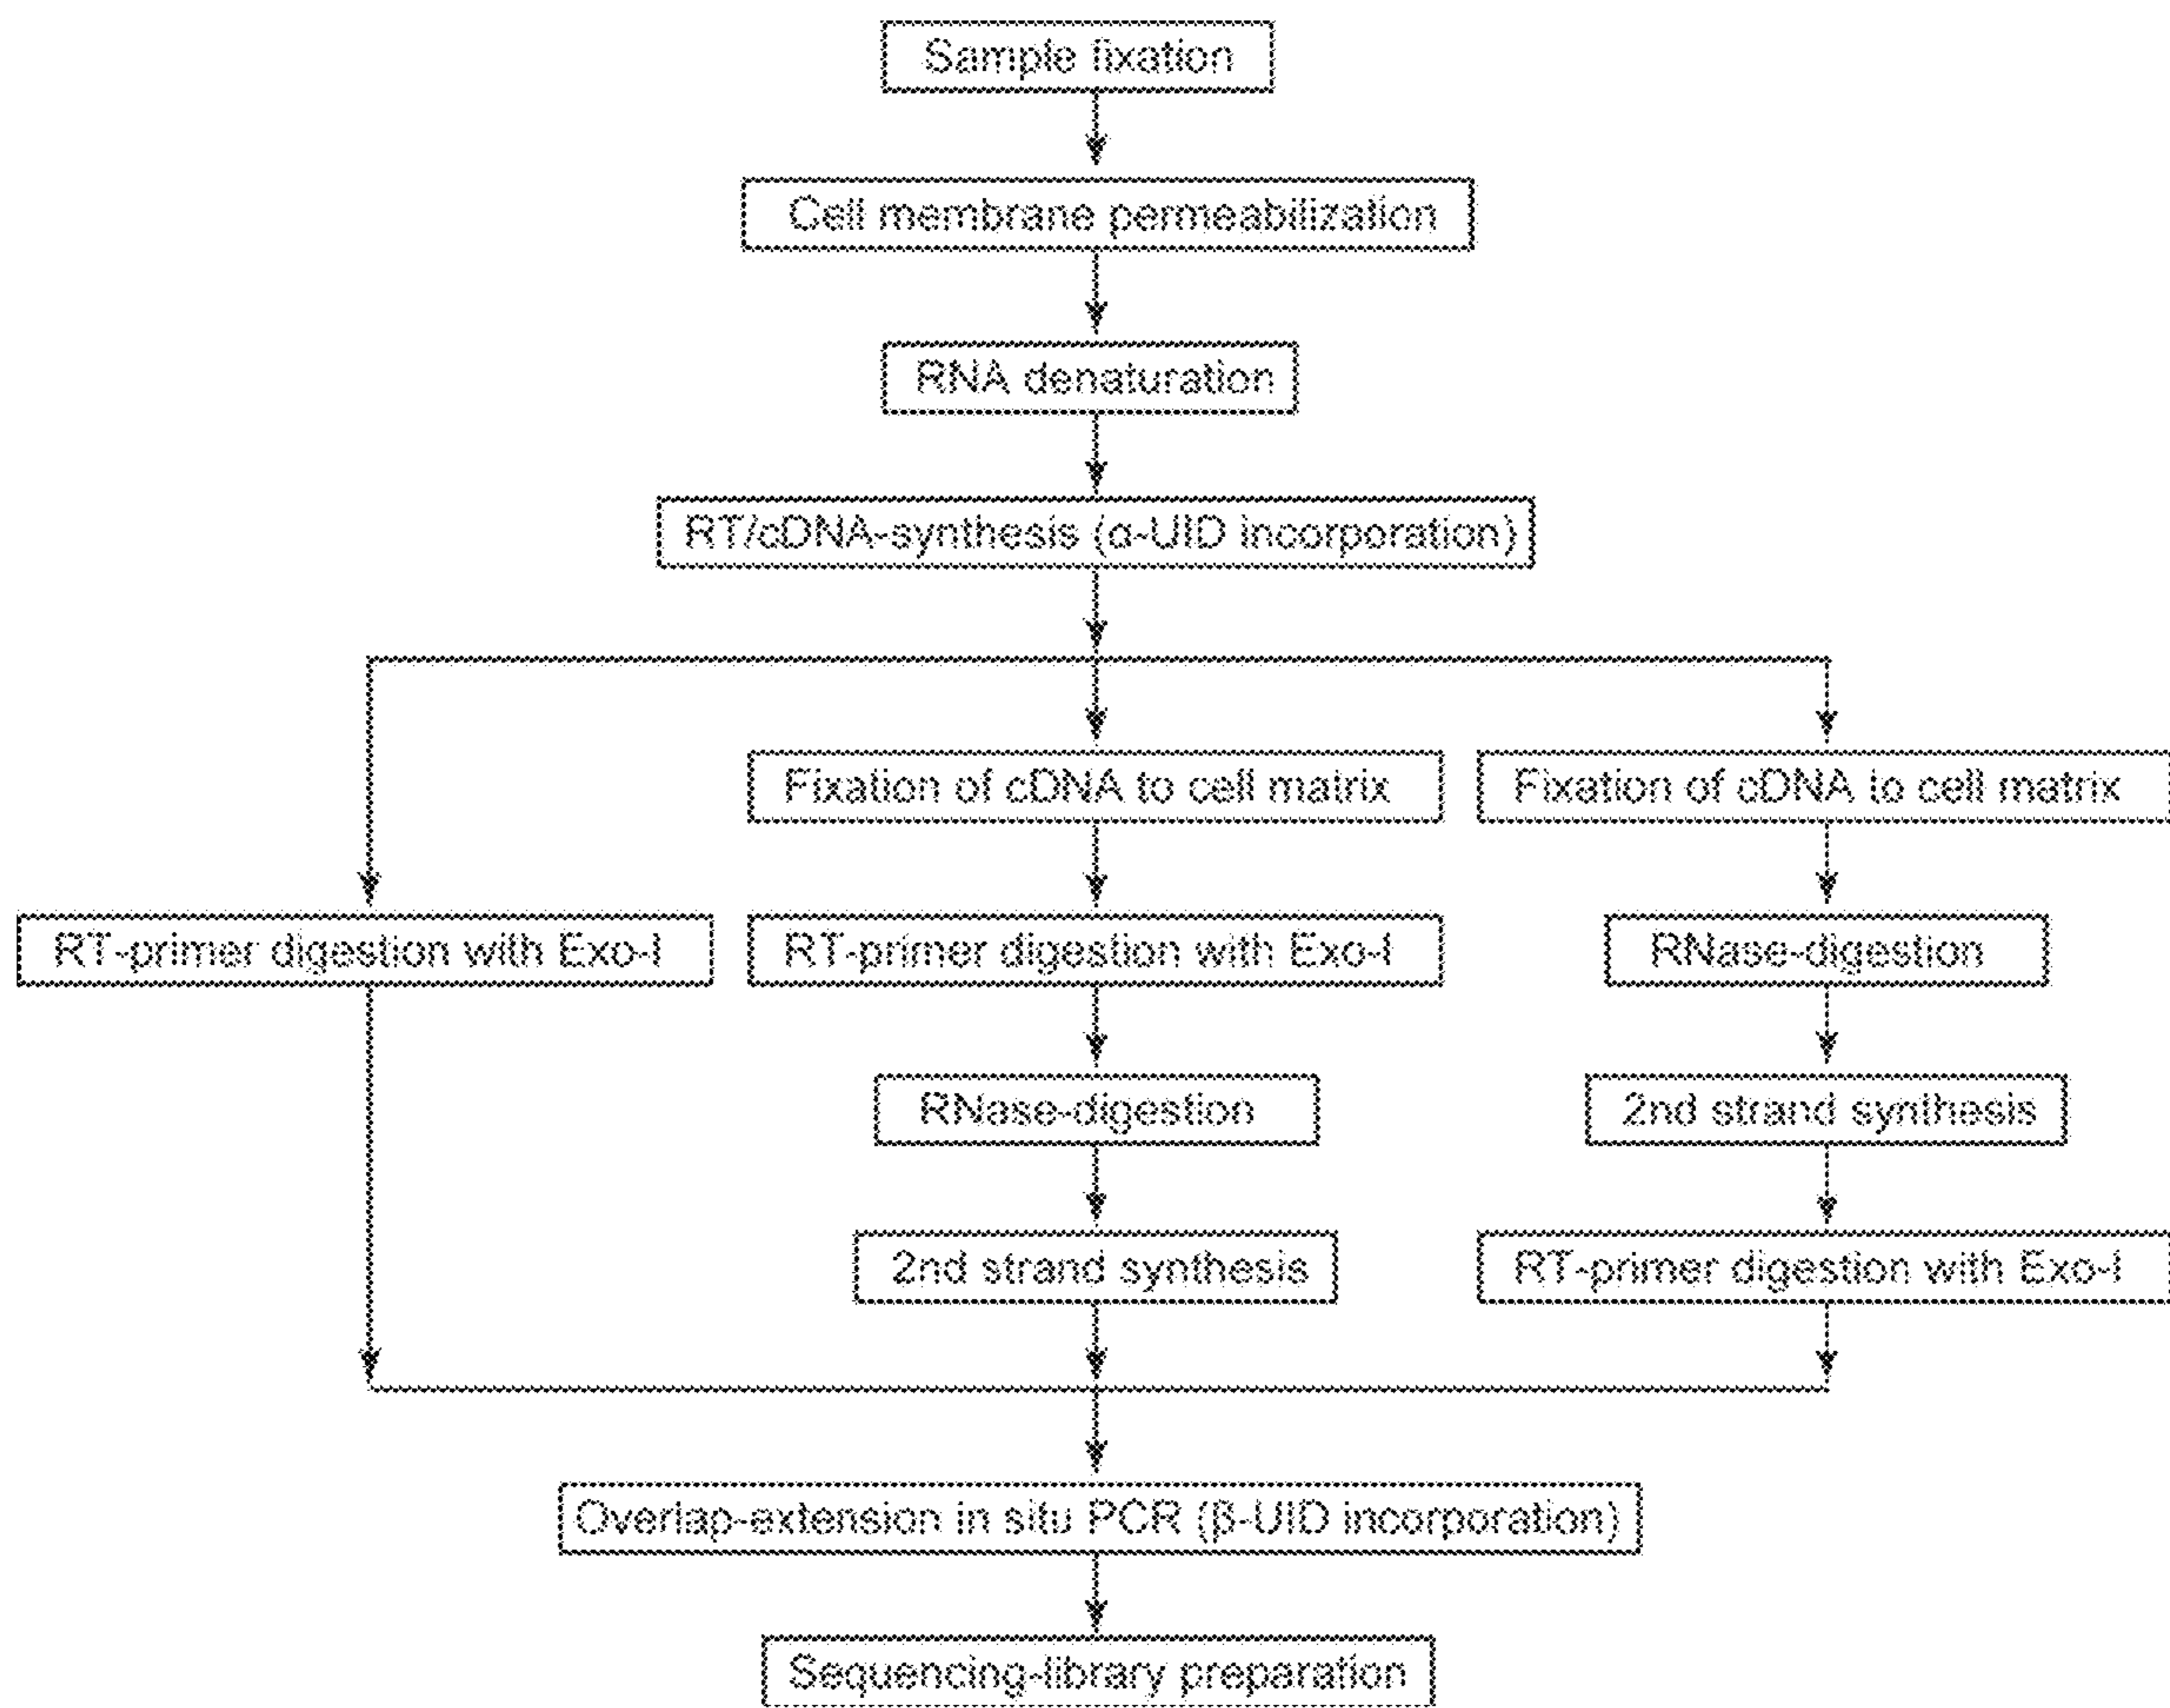 Sample fixation
Cell membrane permeabilization
RNA denaturation
RT/cDNA-synthesis (α-UID incorporation)
Fixation of cDNA to cell matrix
Fixation of cDNA to cell matrix
RT-primer digestion with Exo-I
RT-primer digestion with Exo-I
RNase-digestion
RNase-digestion
2nd strand synthesis
2nd strand synthesis
RT-primer digestion with Exo-I
Overlap-extension in situ PCR (β-UID incorporation)
Sequencing-library preparation